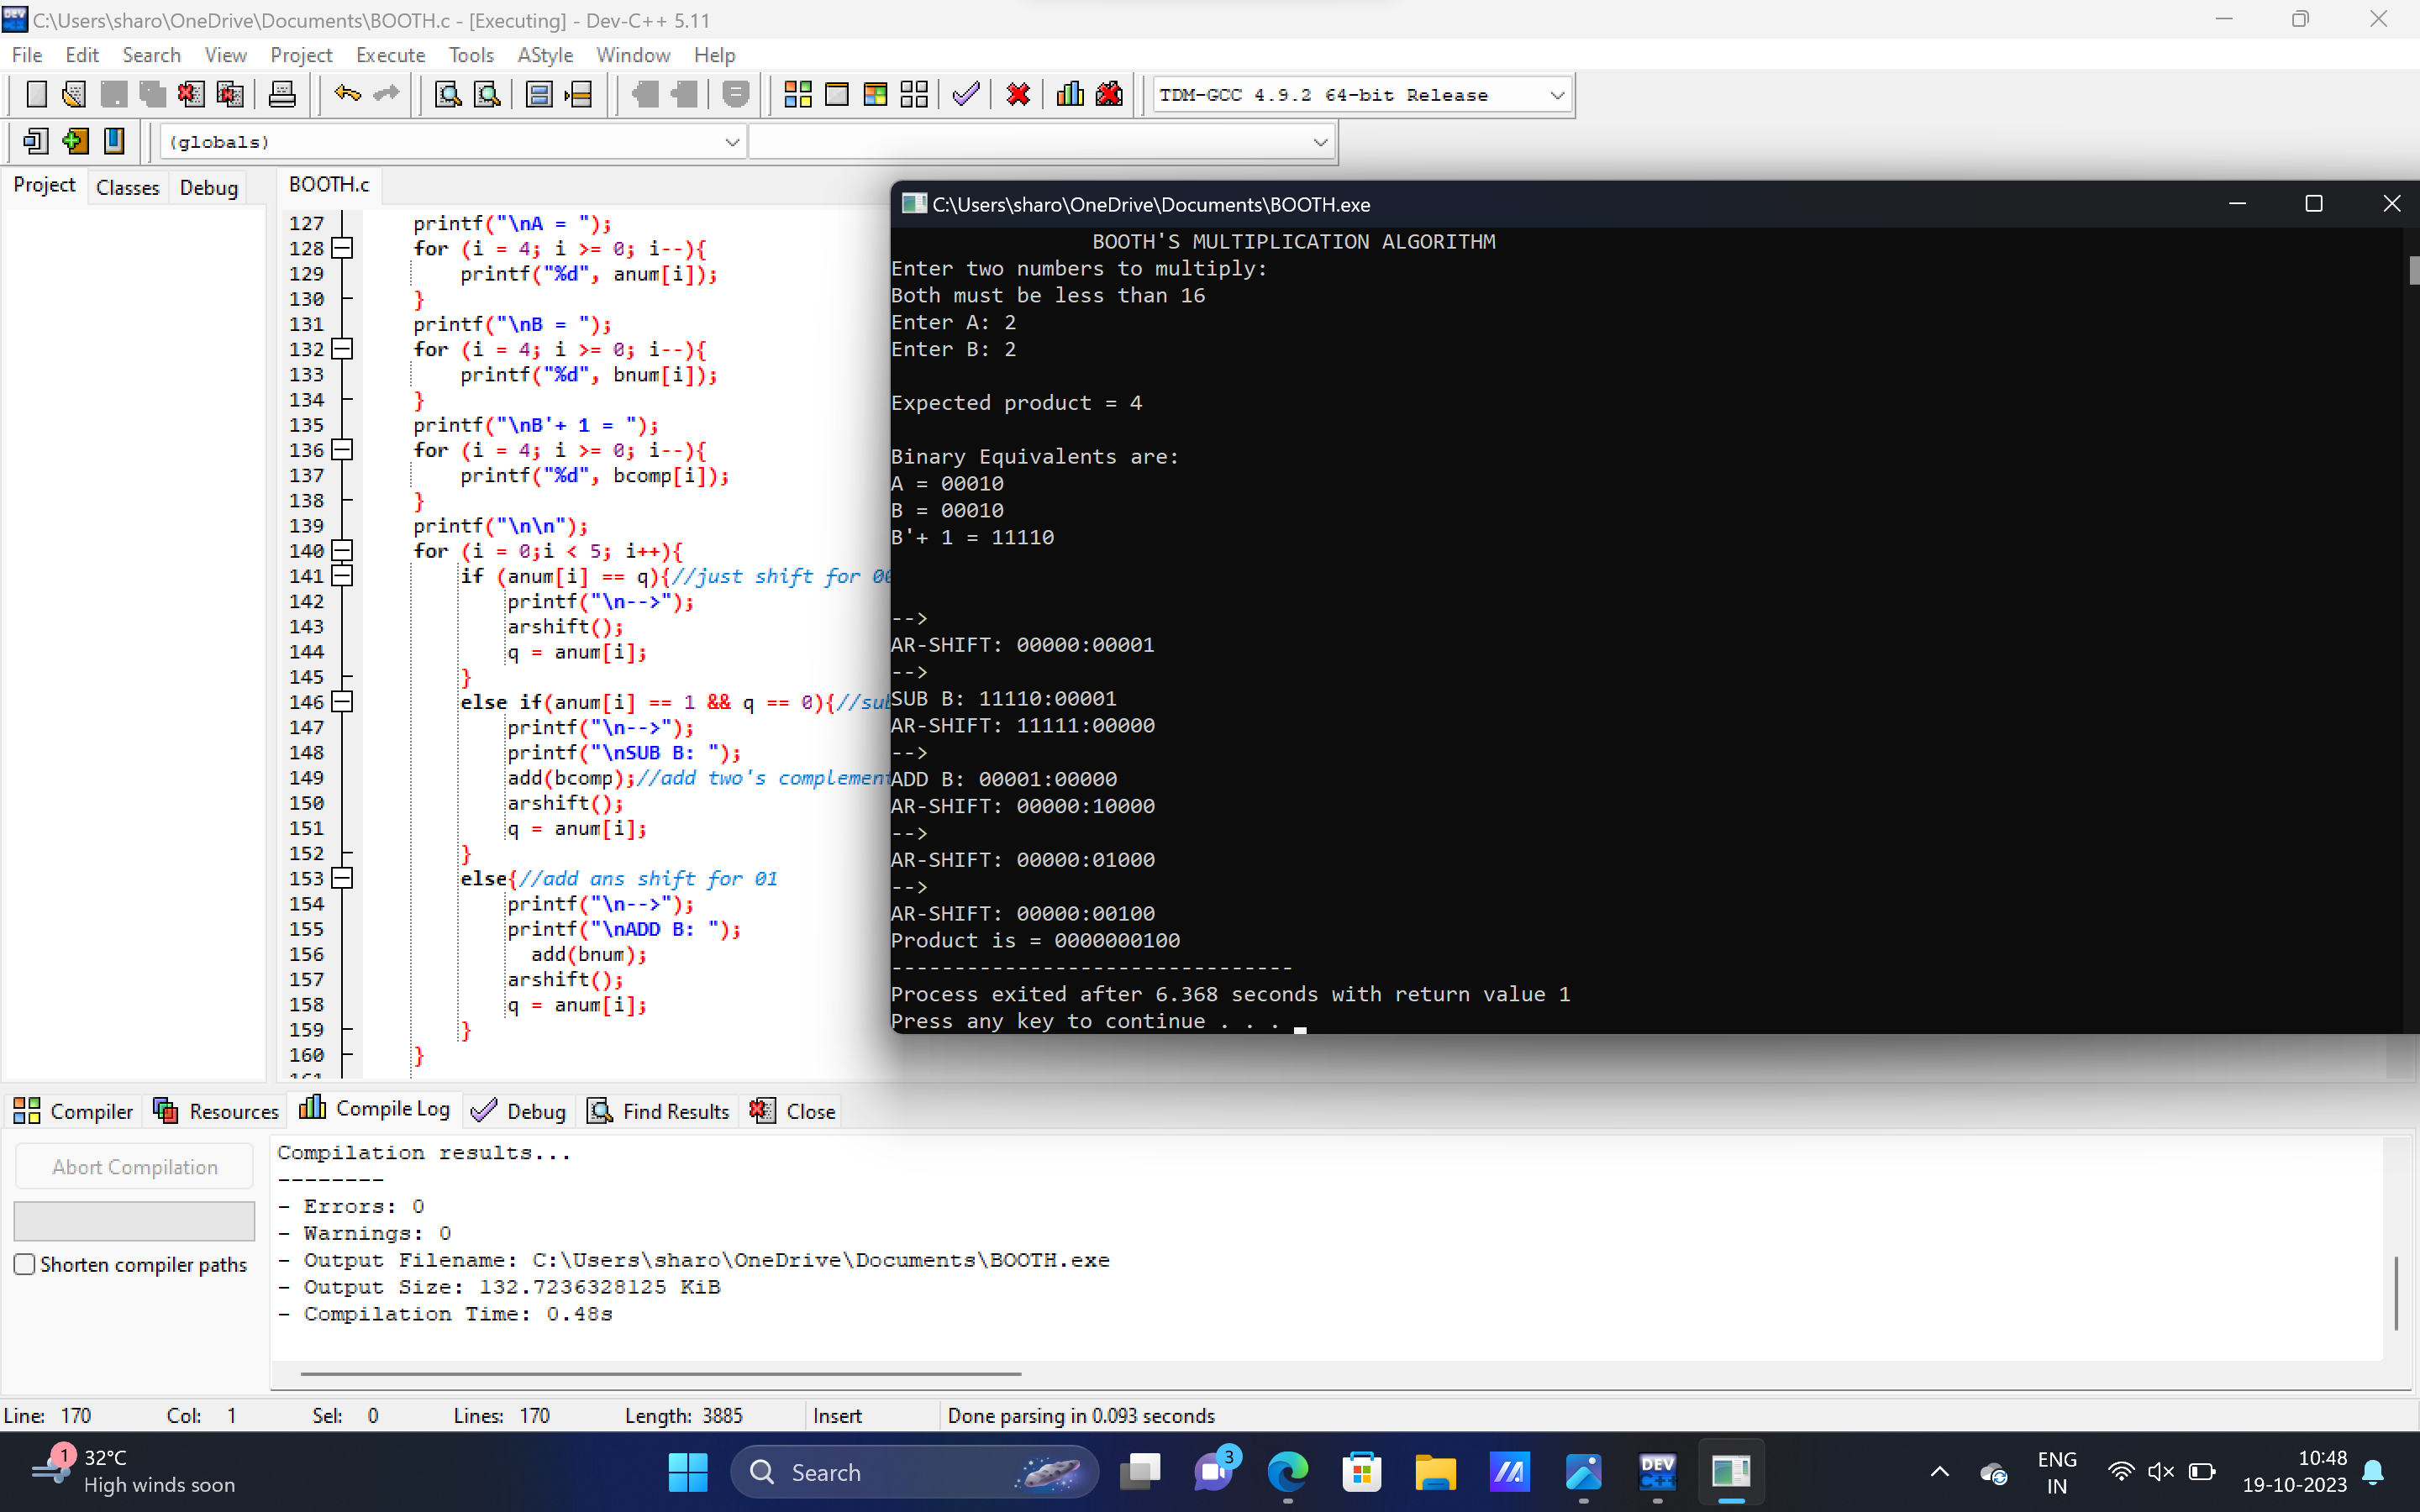 C:\Users\sharo\OneDrive\Documents\BOOTH.c - [Executing] - Dev-C++ 5.11
File Edit Search View Project Execute Tools AStyle Window Help
TDM-GCC 4.9.2 64-bit Release
(globals)
Project Classes Debug
BOOTH.c
127 printf("\nA = ");
128 for (i = 4; i >= 0; i--){
129 printf("%d", anum[i]);
130 }
131 printf("\nB = ");
132 for (i = 4; i >= 0; i--){
133 printf("%d", bnum[i]);
134 }
135 printf("\nB'+ 1 = ");
136 for (i = 4; i >= 0; i--){
137 printf("%d", bcomp[i]);
138 }
139 printf("\n\n");
140 for (i = 0;i < 5; i++){
141 if (anum[i] == q){//just shift for 00
142 printf("\n-->");
143 arshift();
144 q = anum[i];
145 }
146 else if(anum[i] == 1 && q == 0){//sub
147 printf("\n-->");
148 printf("\nSUB B: ");
149 add(bcomp);//add two's complement
150 arshift();
151 q = anum[i];
152 }
153 else{//add ans shift for 01
154 printf("\n-->");
155 printf("\nADD B: ");
156 add(bnum);
157 arshift();
158 q = anum[i];
159 }
160 }
C:\Users\sharo\OneDrive\Documents\BOOTH.exe
BOOTH'S MULTIPLICATION ALGORITHM
Enter two numbers to multiply:
Both must be less than 16
Enter A: 2
Enter B: 2
Expected product = 4
Binary Equivalents are:
A = 00010
B = 00010
B'+ 1 = 11110
-->
AR-SHIFT: 00000:00001
-->
SUB B: 11110:00001
AR-SHIFT: 11111:00000
-->
ADD B: 00001:00000
AR-SHIFT: 00000:10000
-->
AR-SHIFT: 00000:01000
-->
AR-SHIFT: 00000:00100
Product is = 0000000100
--------------------------------
Process exited after 6.368 seconds with return value 1
Press any key to continue . . .
Compiler Resources Compile Log Debug Find Results Close
Abort Compilation
Shorten compiler paths
Compilation results...
--------
- Errors: 0
- Warnings: 0
- Output Filename: C:\Users\sharo\OneDrive\Documents\BOOTH.exe
- Output Size: 132.7236328125 KiB
- Compilation Time: 0.48s
Line: 170 Col: 1 Sel: 0 Lines: 170 Length: 3885 Insert Done parsing in 0.093 seconds
1
32°C
High winds soon
Search
3
DEV
C++
ENG
IN
10:48
19-10-2023